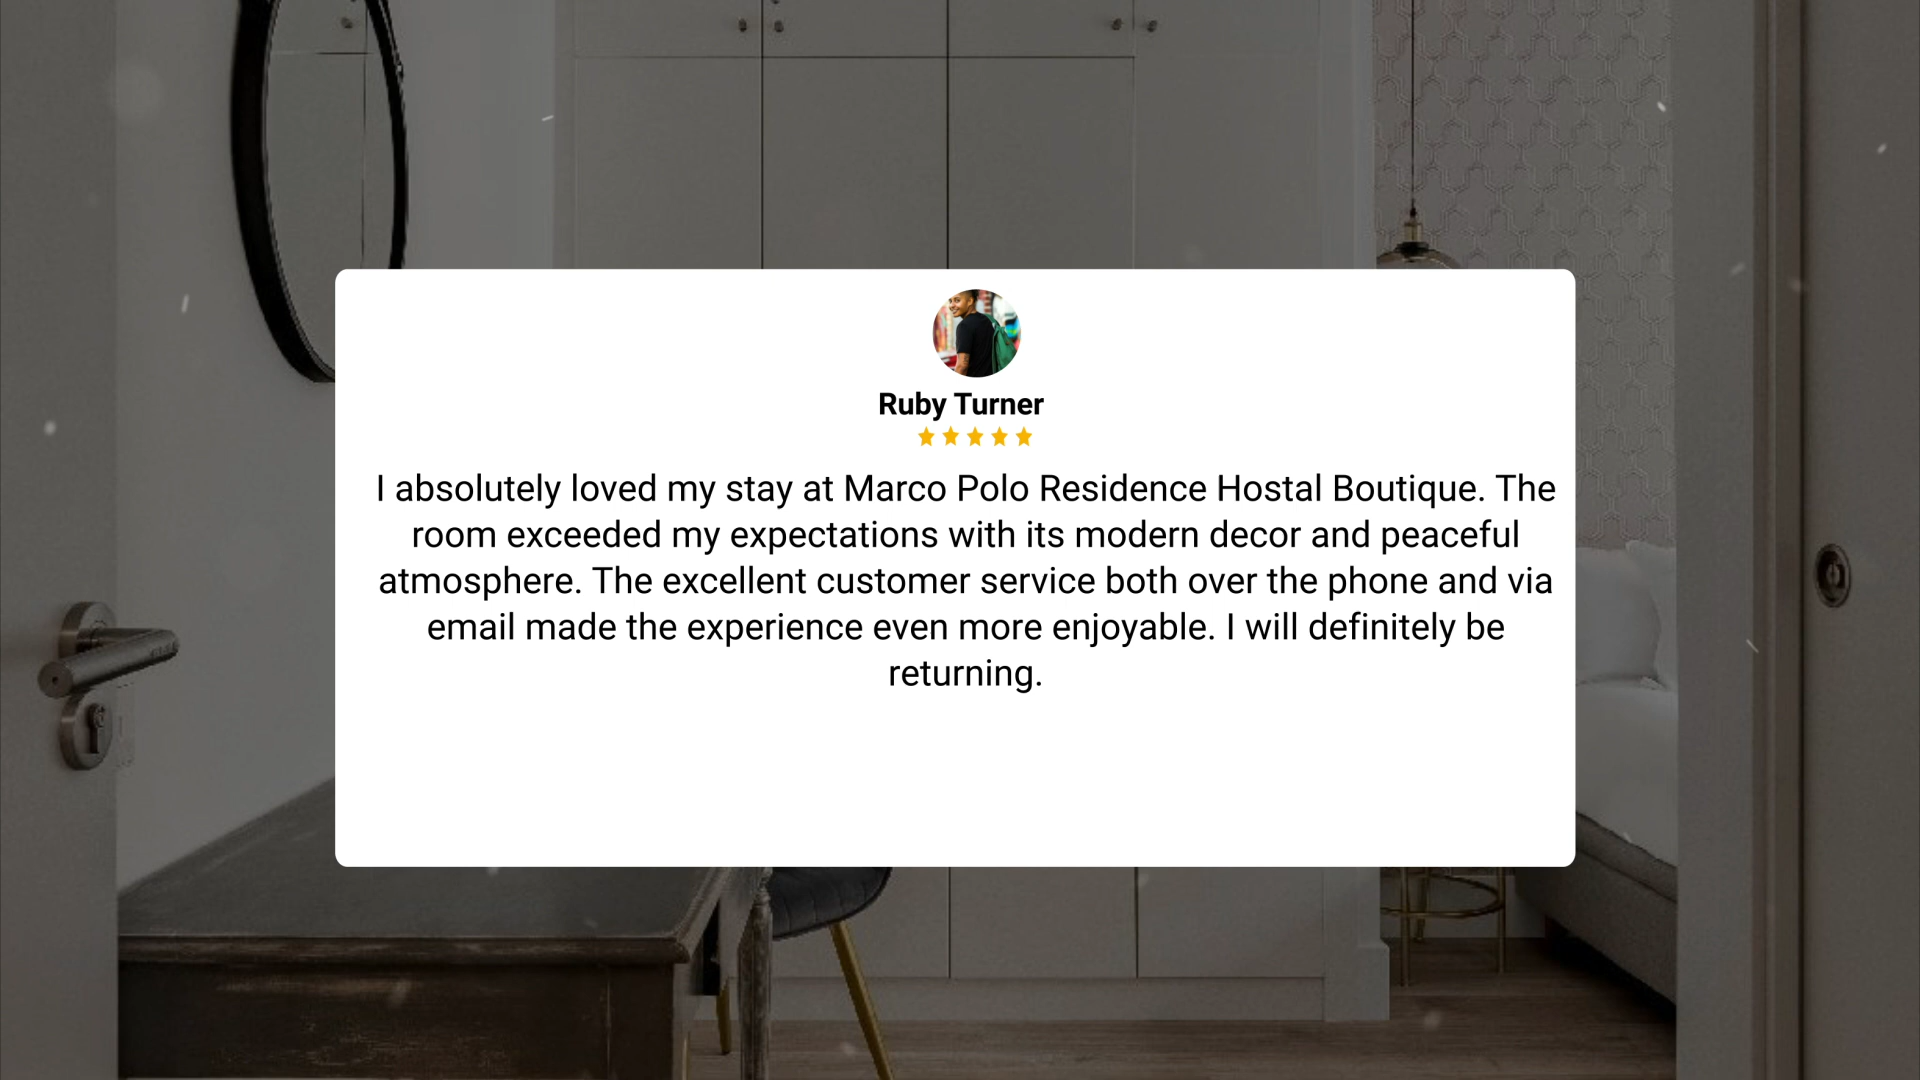 Ruby Turner
I absolutely loved my stay at Marco Polo Residence Hostal Boutique. The
room exceeded my expectations with its modern decor and peaceful
atmosphere. The excellent customer service both over the phone and via
email made the experience even more enjoyable. I will definitely be
returning.